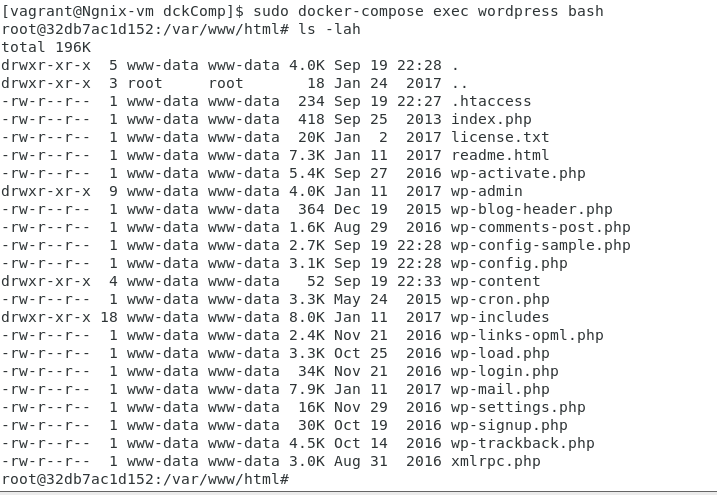 [vagrant@Ngnix-vm dckComp]$ sudo docker-compose exec wordpress bash
root@32db7ac1d152:/var/www/html# ls -lah
total 196K
drwxr-xr-x  5 www-data www-data 4.0K Sep 19 22:28 .
drwxr-xr-x  3 root     root       18 Jan 24  2017 ..
-rw-r--r--  1 www-data www-data  234 Sep 19 22:27 .htaccess
-rw-r--r--  1 www-data www-data  418 Sep 25  2013 index.php
-rw-r--r--  1 www-data www-data  20K Jan  2  2017 license.txt
-rw-r--r--  1 www-data www-data 7.3K Jan 11  2017 readme.html
-rw-r--r--  1 www-data www-data 5.4K Sep 27  2016 wp-activate.php
drwxr-xr-x  9 www-data www-data 4.0K Jan 11  2017 wp-admin
-rw-r--r--  1 www-data www-data  364 Dec 19  2015 wp-blog-header.php
-rw-r--r--  1 www-data www-data 1.6K Aug 29  2016 wp-comments-post.php
-rw-r--r--  1 www-data www-data 2.7K Sep 19 22:28 wp-config-sample.php
-rw-r--r--  1 www-data www-data 3.1K Sep 19 22:28 wp-config.php
drwxr-xr-x  4 www-data www-data   52 Sep 19 22:33 wp-content
-rw-r--r--  1 www-data www-data 3.3K May 24  2015 wp-cron.php
drwxr-xr-x 18 www-data www-data 8.0K Jan 11  2017 wp-includes
-rw-r--r--  1 www-data www-data 2.4K Nov 21  2016 wp-links-opml.php
-rw-r--r--  1 www-data www-data 3.3K Oct 25  2016 wp-load.php
-rw-r--r--  1 www-data www-data  34K Nov 21  2016 wp-login.php
-rw-r--r--  1 www-data www-data 7.9K Jan 11  2017 wp-mail.php
-rw-r--r--  1 www-data www-data  16K Nov 29  2016 wp-settings.php
-rw-r--r--  1 www-data www-data  30K Oct 19  2016 wp-signup.php
-rw-r--r--  1 www-data www-data 4.5K Oct 14  2016 wp-trackback.php
-rw-r--r--  1 www-data www-data 3.0K Aug 31  2016 xmlrpc.php
root@32db7ac1d152:/var/www/html#